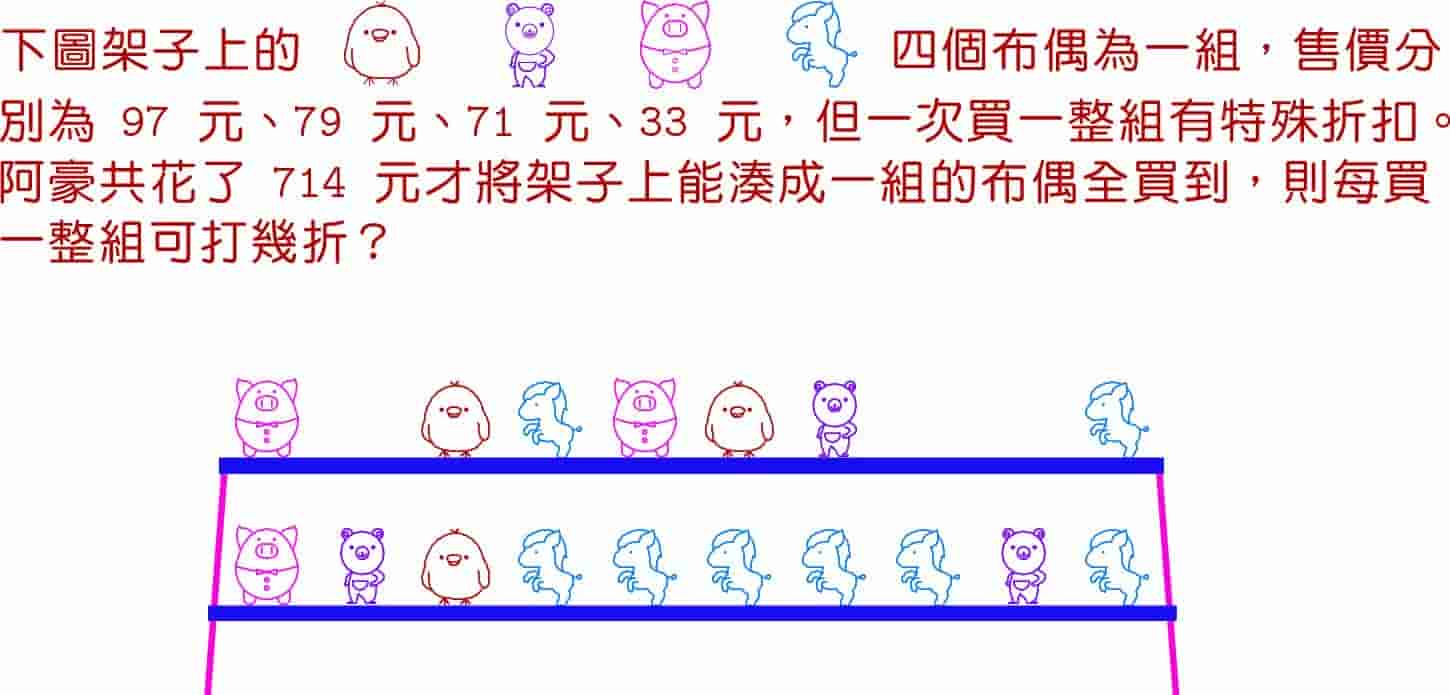 下圖架子上的 四個布偶為一組，售價分
別為 97 元、79 元、71 元、33 元，但一次買一整組有特殊折扣。
阿豪共花了 714 元才將架子上能湊成一組的布偶全買到，則每買
一整組可打幾折？